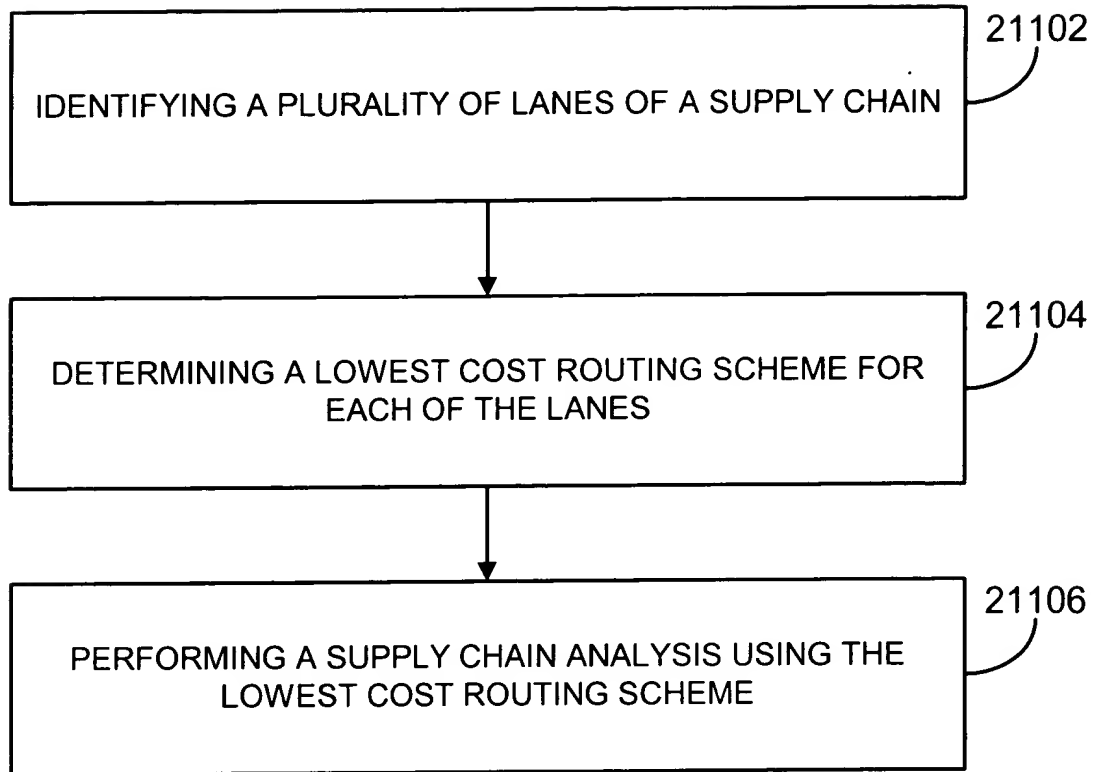 21102
IDENTIFYING A PLURALITY OF LANES OF A SUPPLY CHAIN
21104
DETERMINING A LOWEST COST ROUTING SCHEME FOR
EACH OF THE LANES
21106
PERFORMING A SUPPLY CHAIN ANALYSIS USING THE
LOWEST COST ROUTING SCHEME